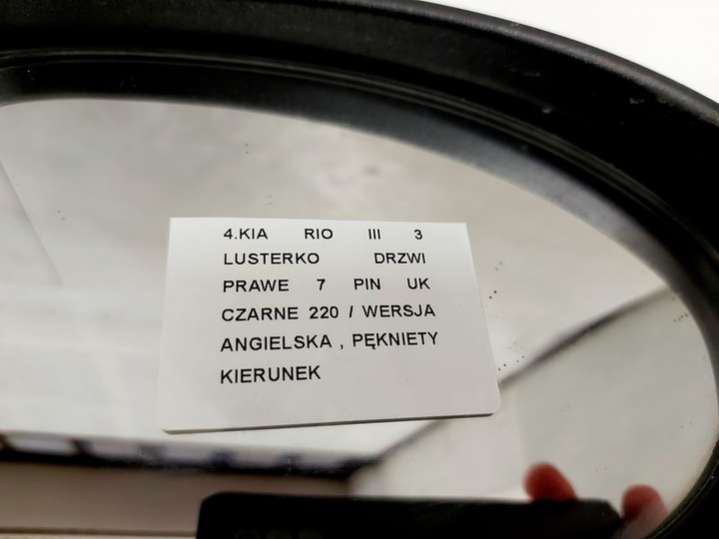 4.KIA RIO III 3
LUSTERKO DRZWI
PRAWE 7 PIN UK
CZARNE 220 / WERSJA
ANGIELSKA , PĘKNIETY
KIERUNEK